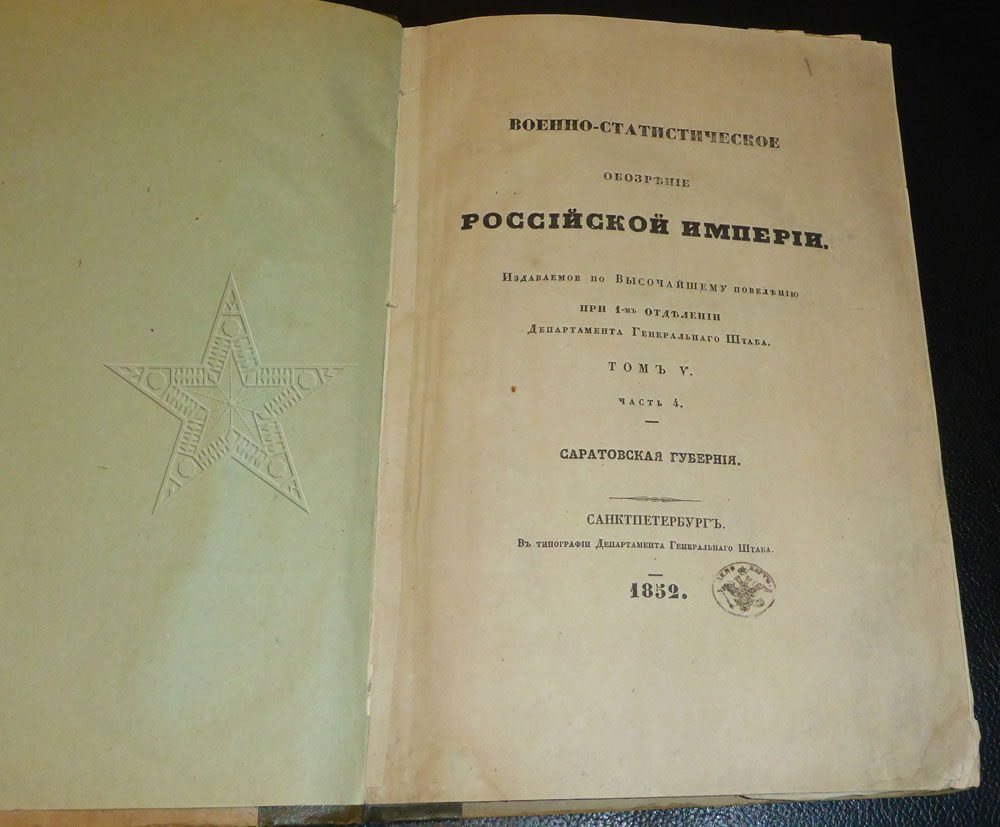 ВОЕННО-СТАТИСТИЧЕСКОЕ
ОБОЗРѢНІЕ
РОССІЙСКОЙ ИМПЕРІИ.
Издаваемое по Высочайшему повелѣнію
при 1-мъ отдѣленіи
Департамента Генеральнаго Штаба.
ТОМЪ V.
ЧАСТЬ 4.
САРАТОВСКАЯ ГУБЕРНІЯ.
САНКТПЕТЕРБУРГЪ.
Въ типографіи Департамента Генеральнаго Штаба.
1852.